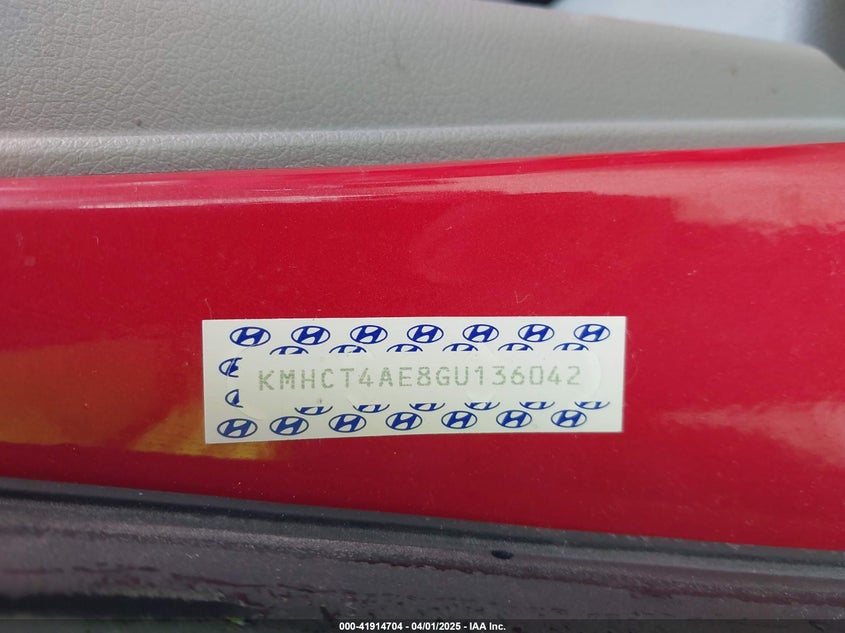 KMHCT4AE8GU136042
000-41914704 - 04/01/2025 - IAA Inc.